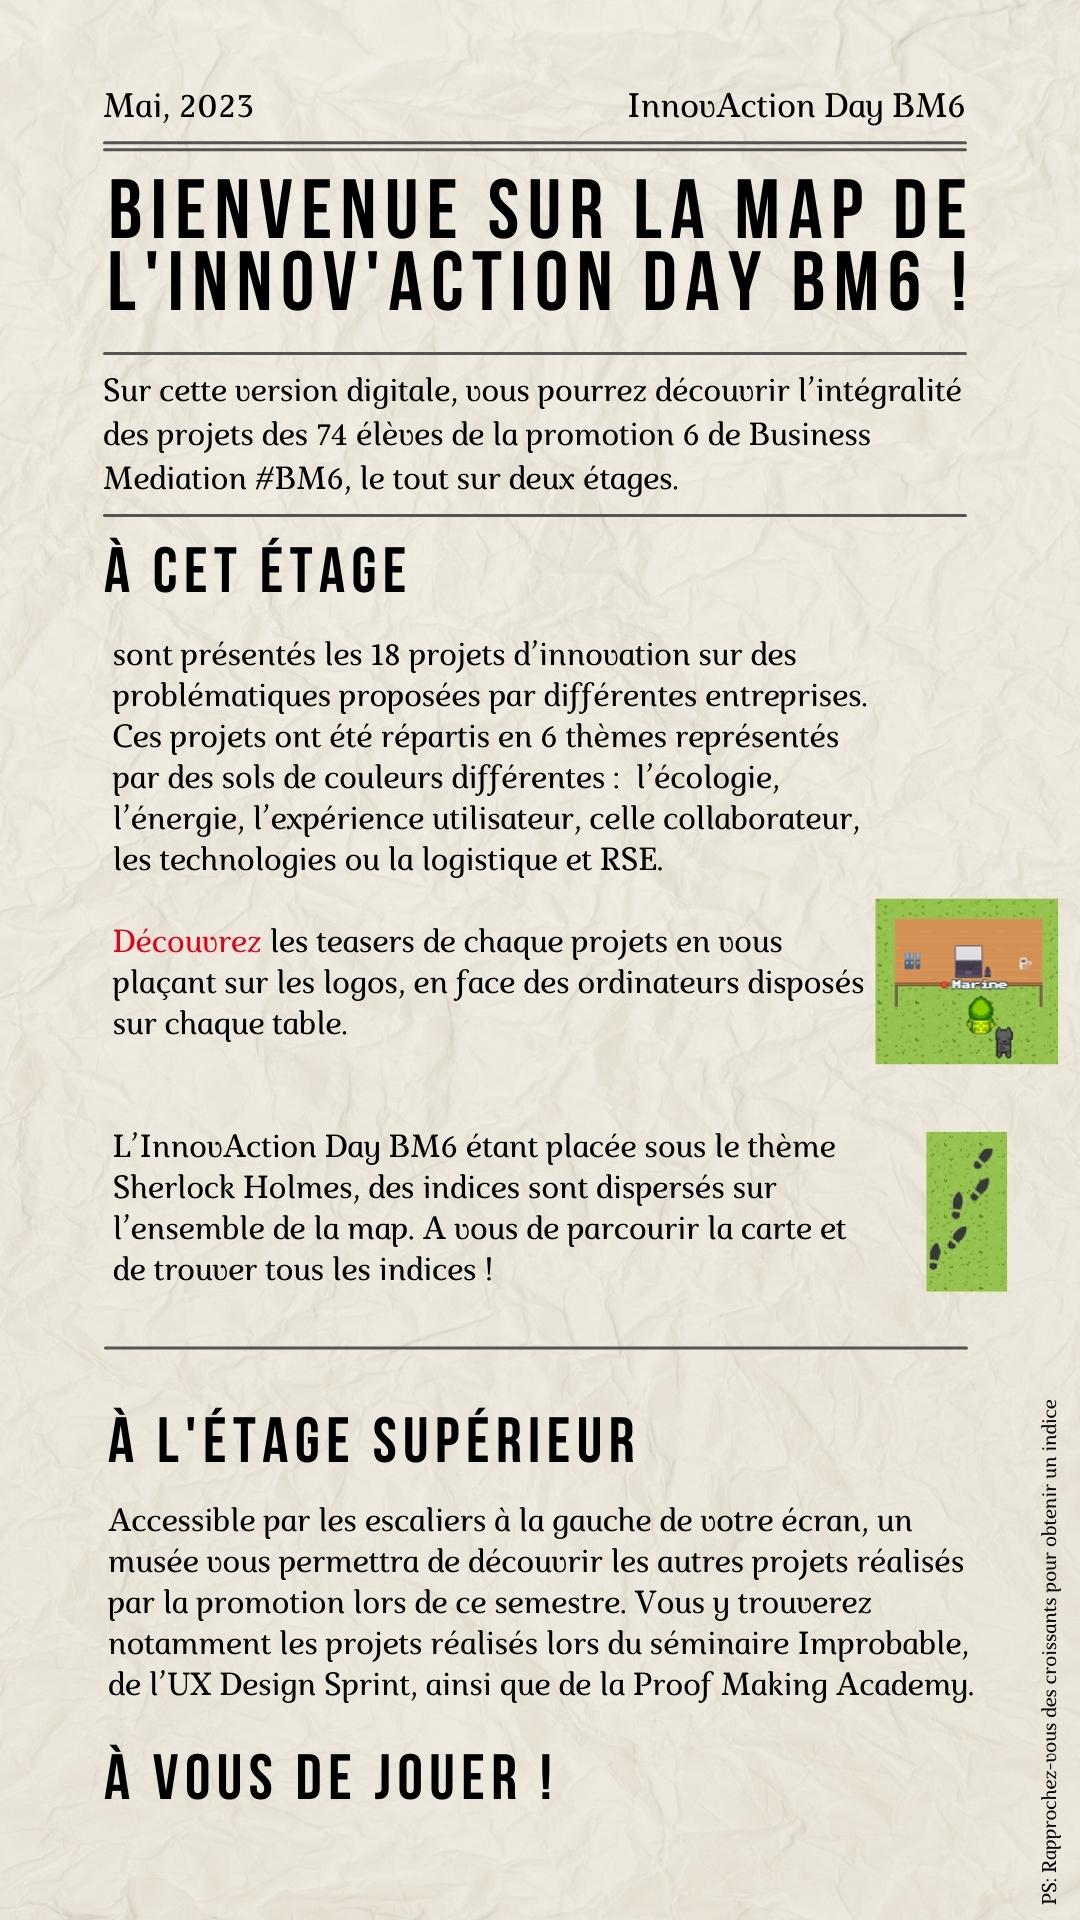 Mai, 2023
InnovAction Day BM6
BIENVENUE SUR LA MAP DE
L'INNOV'ACTION DAY BM6 !
Sur cette version digitale, vous pourrez découvrir l’intégralité
des projets des 74 élèves de la promotion 6 de Business
Mediation #BM6, le tout sur deux étages.
À CET ÉTAGE
sont présentés les 18 projets d’innovation sur des
problématiques proposées par différentes entreprises.
Ces projets ont été répartis en 6 thèmes représentés
par des sols de couleurs différentes :  l’écologie,
l’énergie, l’expérience utilisateur, celle collaborateur,
les technologies ou la logistique et RSE.
Découvrez les teasers de chaque projets en vous
plaçant sur les logos, en face des ordinateurs disposés
sur chaque table.
Marine
L’InnovAction Day BM6 étant placée sous le thème
Sherlock Holmes, des indices sont dispersés sur
l’ensemble de la map. A vous de parcourir la carte et
de trouver tous les indices !
À L'ÉTAGE SUPÉRIEUR
Accessible par les escaliers à la gauche de votre écran, un
musée vous permettra de découvrir les autres projets réalisés
par la promotion lors de ce semestre. Vous y trouverez
notamment les projets réalisés lors du séminaire Improbable,
de l’UX Design Sprint, ainsi que de la Proof Making Academy.
À VOUS DE JOUER !
PS: Rapprochez-vous des croissants pour obtenir un indice